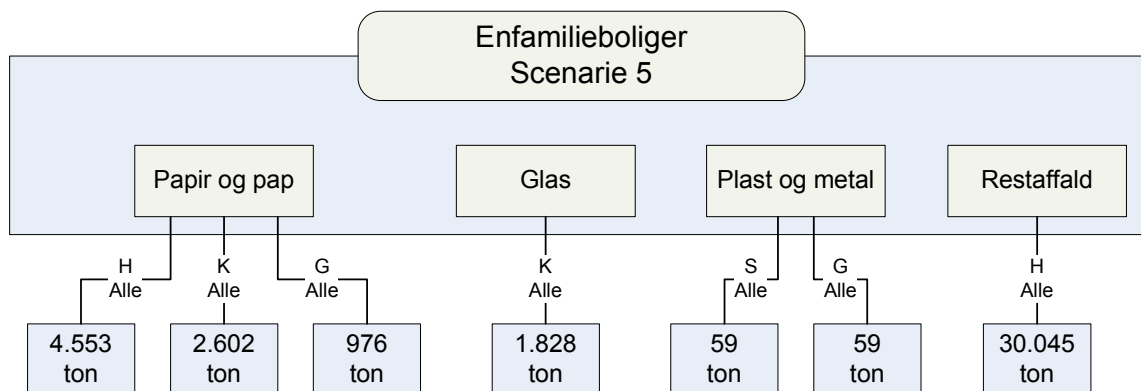 Enfamilieboliger
Scenarie 5
Papir og pap
Glas
Plast og metal
Restaffald
H
Alle
K
Alle
G
Alle
K
Alle
S
Alle
G
Alle
H
Alle
4.553
ton
2.602
ton
976
ton
1.828
ton
59
ton
59
ton
30.045
ton